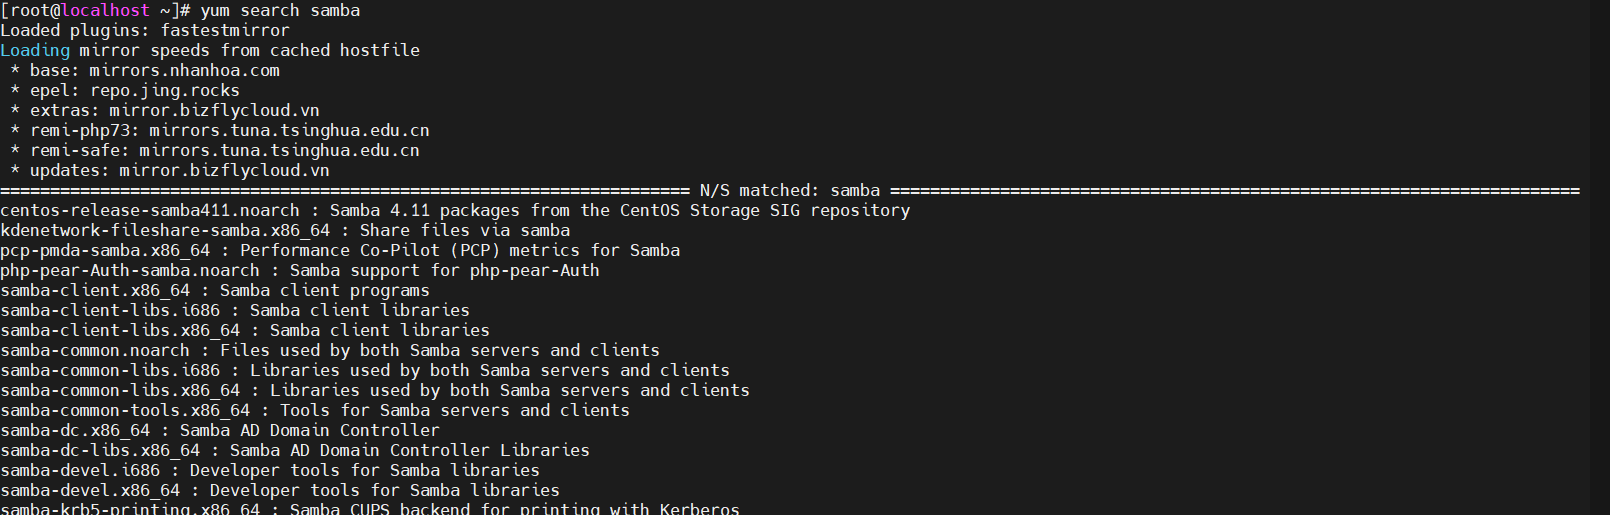 [root@localhost ~]# yum search samba
Loaded plugins: fastestmirror
Loading mirror speeds from cached hostfile
 * base: mirrors.nhanhoa.com
 * epel: repo.jing.rocks
 * extras: mirror.bizflycloud.vn
 * remi-php73: mirrors.tuna.tsinghua.edu.cn
 * remi-safe: mirrors.tuna.tsinghua.edu.cn
 * updates: mirror.bizflycloud.vn
===================================================================== N/S matched: samba =====================================================================
centos-release-samba411.noarch : Samba 4.11 packages from the CentOS Storage SIG repository
kdenetwork-fileshare-samba.x86_64 : Share files via samba
pcp-pmda-samba.x86_64 : Performance Co-Pilot (PCP) metrics for Samba
php-pear-Auth-samba.noarch : Samba support for php-pear-Auth
samba-client.x86_64 : Samba client programs
samba-client-libs.i686 : Samba client libraries
samba-client-libs.x86_64 : Samba client libraries
samba-common.noarch : Files used by both Samba servers and clients
samba-common-libs.i686 : Libraries used by both Samba servers and clients
samba-common-libs.x86_64 : Libraries used by both Samba servers and clients
samba-common-tools.x86_64 : Tools for Samba servers and clients
samba-dc.x86_64 : Samba AD Domain Controller
samba-dc-libs.x86_64 : Samba AD Domain Controller Libraries
samba-devel.i686 : Developer tools for Samba libraries
samba-devel.x86_64 : Developer tools for Samba libraries
samba-krb5-printing.x86_64 : Samba CUPS backend for printing with Kerberos